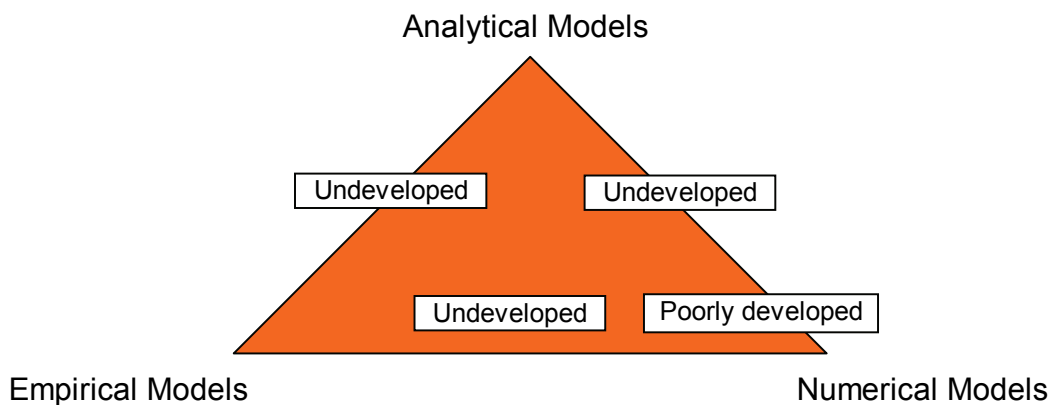 Analytical Models
Undeveloped
Undeveloped
Undeveloped
Poorly developed
Empirical Models
Numerical Models